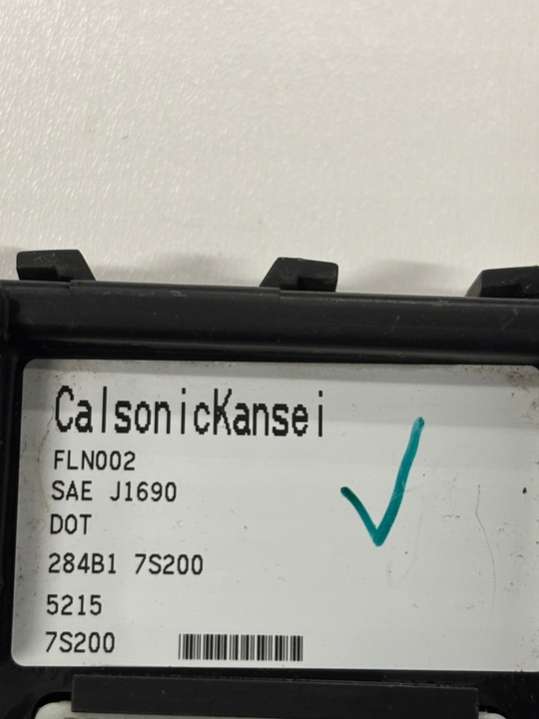 CalsonicKansei
FLN002
SAE J1690
DOT
284B1 7S200
5215
7S200